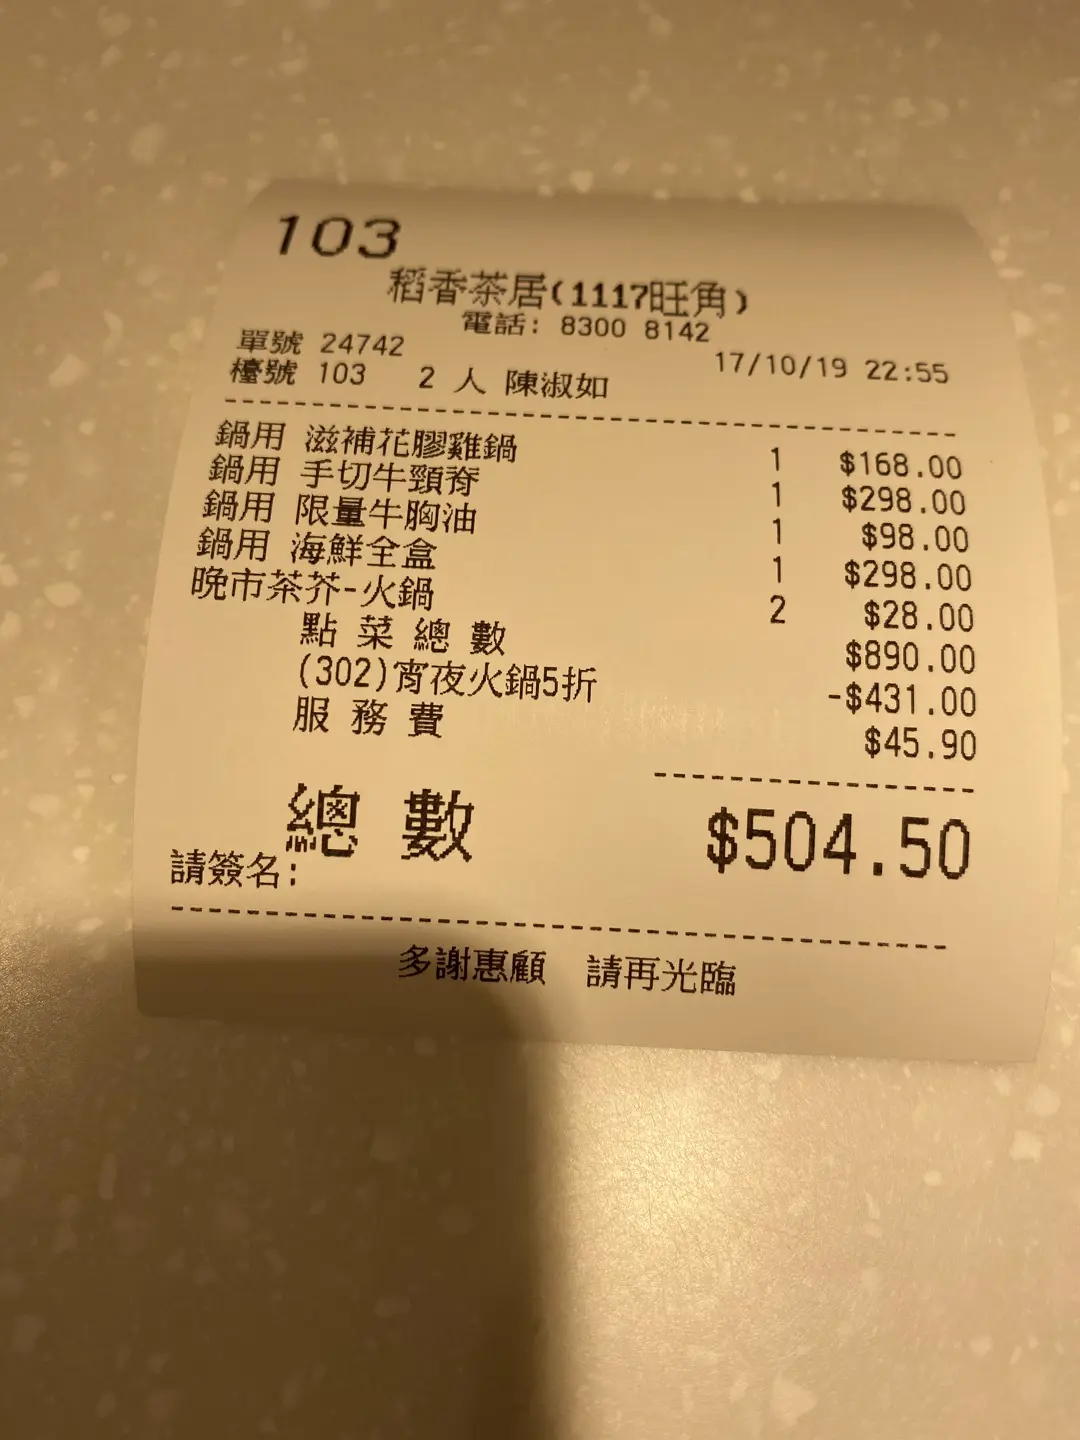 103
稻香茶居(1117旺角)
電話: 8300 8142
單號 24742 17/10/19 22:55
檯號 103 2 人 陳淑如
鍋用 滋補花膠雞鍋 1 $168.00
鍋用 手切牛頸脊 1 $298.00
鍋用 限量牛胸油 1 $98.00
鍋用 海鮮全盒 1 $298.00
晚市茶芥-火鍋 2 $28.00
點 菜 總 數 $890.00
(302)宵夜火鍋5折 -$431.00
服 務 費 $45.90
總 數 $504.50
請簽名:
多謝惠顧 請再光臨